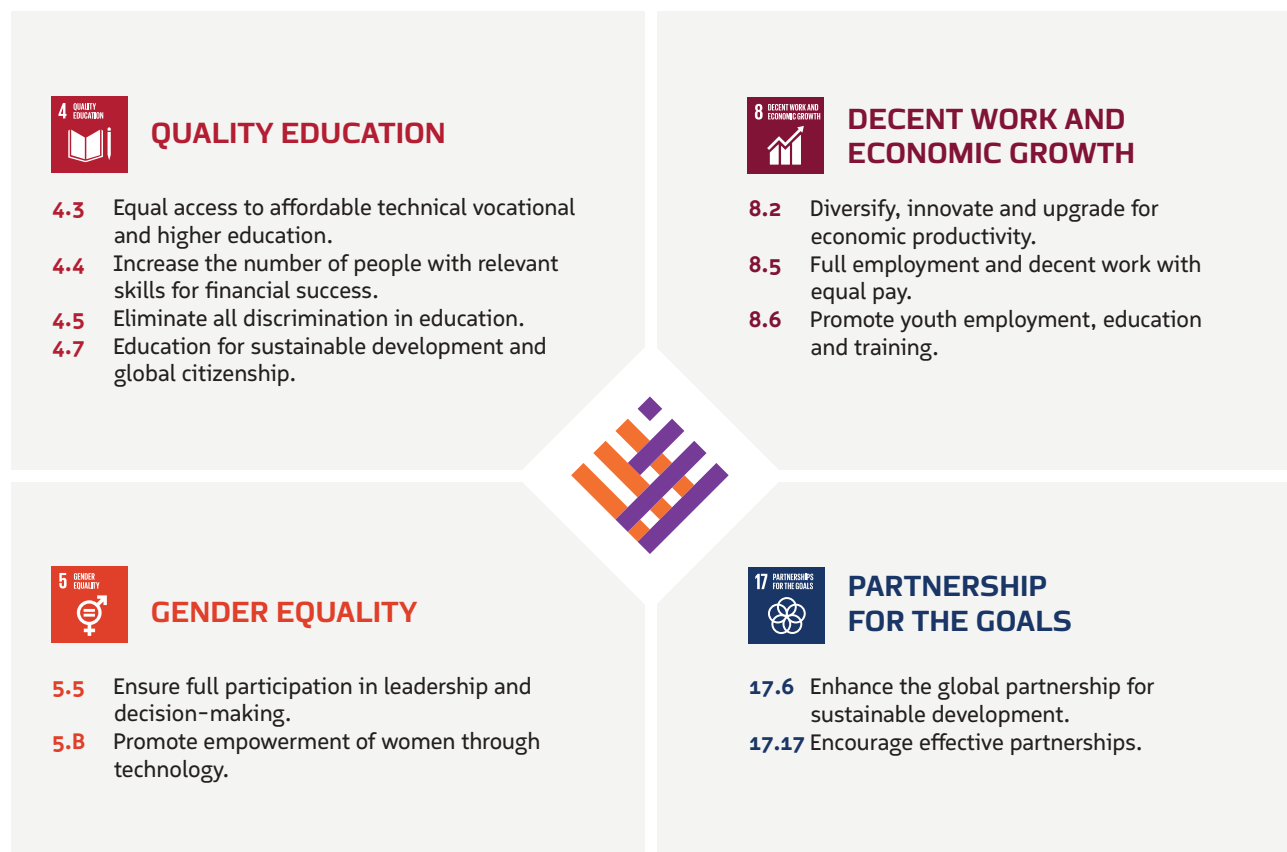 4 QUALITY
EDUCATION
QUALITY EDUCATION
4.3 Equal access to affordable technical vocational
and higher education.
4.4 Increase the number of people with relevant
skills for financial success.
4.5 Eliminate all discrimination in education.
4.7 Education for sustainable development and
global citizenship.
8 DECENT WORK AND
ECONOMIC GROWTH
DECENT WORK AND
ECONOMIC GROWTH
8.2 Diversify, innovate and upgrade for
economic productivity.
8.5 Full employment and decent work with
equal pay.
8.6 Promote youth employment, education
and training.
5 GENDER
EQUALITY
GENDER EQUALITY
5.5 Ensure full participation in leadership and
decision-making.
5.B Promote empowerment of women through
technology.
17 PARTNERSHIPS
FOR THE GOALS
PARTNERSHIP
FOR THE GOALS
17.6 Enhance the global partnership for
sustainable development.
17.17 Encourage effective partnerships.